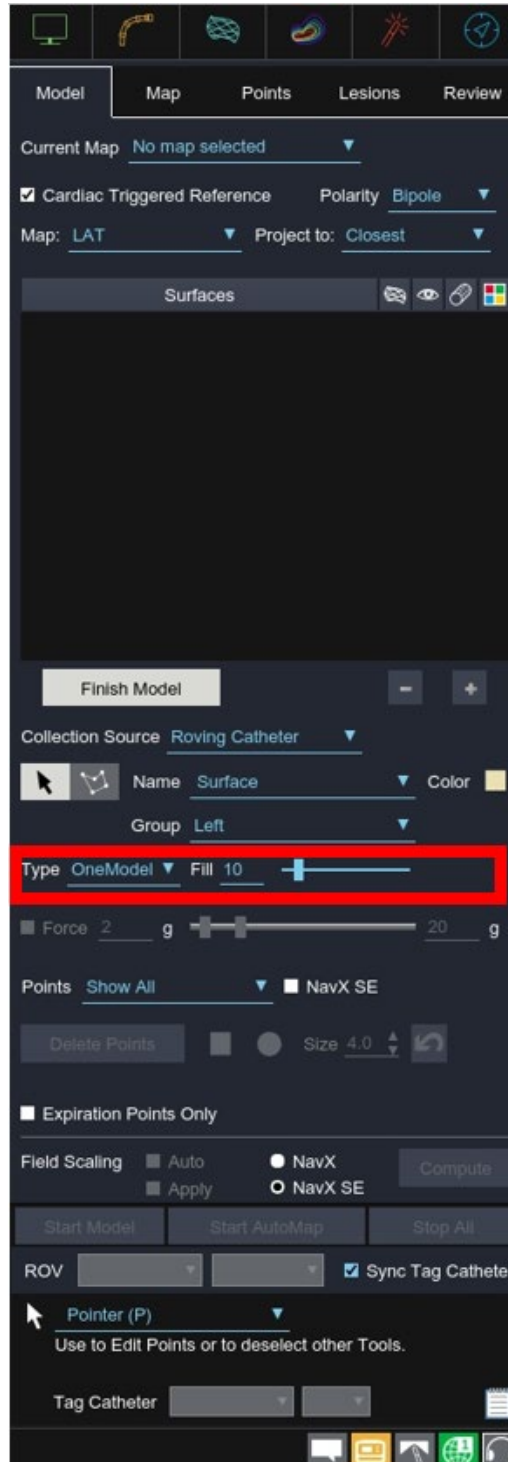 Model Map Points Lesions Review
Current Map No map selected
Cardiac Triggered Reference Polarity Bipole
Map: LAT Project to: Closest
Surfaces
Finish Model - +
Collection Source Roving Catheter
Name Surface Color
Group Left
Type OneModel Fill 10
Force 2 g 20 g
Points Show All NavX SE
Delete Points Size 4.0
Expiration Points Only
Field Scaling Auto NavX Compute
Apply NavX SE
Start Model Start AutoMap Stop All
ROV Sync Tag Cathete
Pointer (P)
Use to Edit Points or to deselect other Tools.
Tag Catheter
1